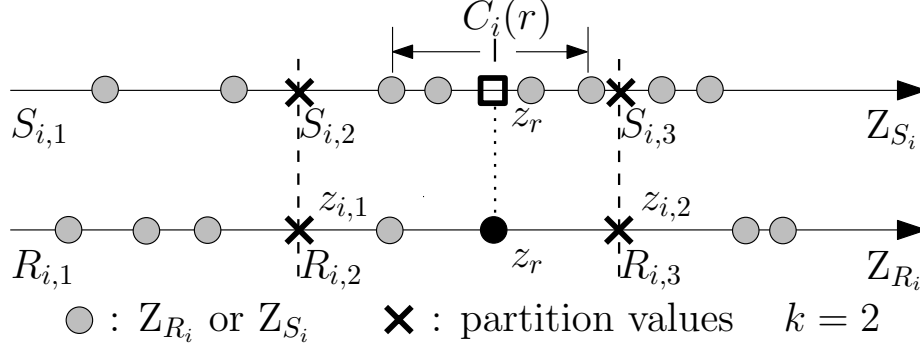 C_i(r)
z_r
S_{i,1} S_{i,2} S_{i,3} Z_{S_i}
z_{i,1} z_{i,2}
R_{i,1} R_{i,2} z_r R_{i,3} Z_{R_i}
: Z_{R_i} or Z_{S_i} : partition values k = 2